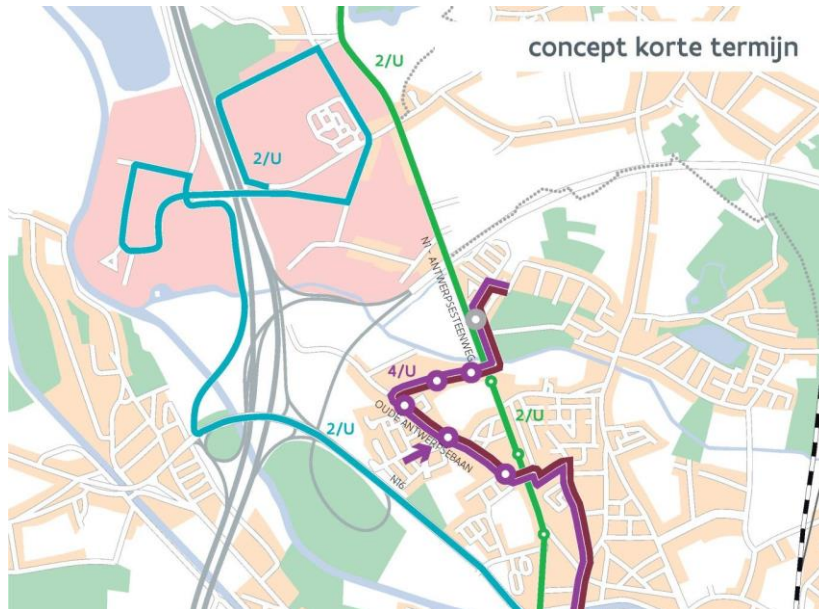 concept korte termijn
2/U
2/U
N1 - ANTWERPSESTEENWEG
4/U
OUDE ANTWERPSEBAAN
2/U
2/U
N16